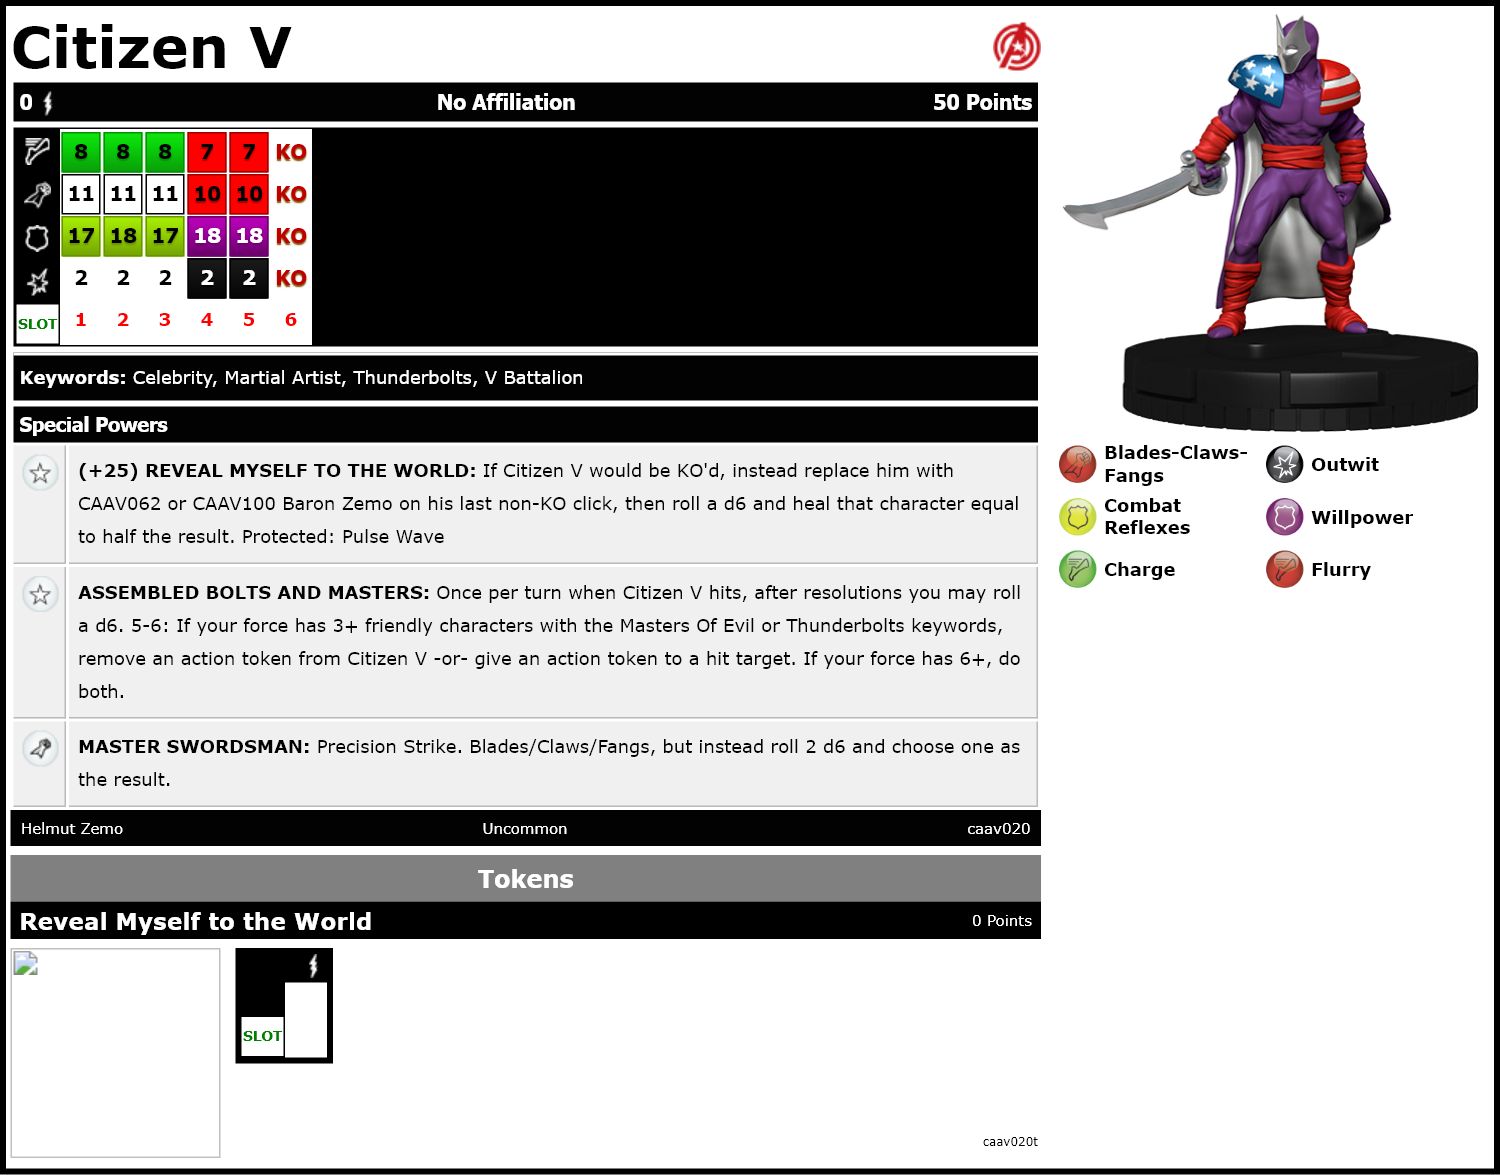 Citizen V
0 No Affiliation 50 Points
8 8 8 7 7 KO
11 11 11 10 10 KO
17 18 17 18 18 KO
2 2 2 2 2 KO
SLOT 1 2 3 4 5 6
Keywords: Celebrity, Martial Artist, Thunderbolts, V Battalion
Special Powers
(+25) REVEAL MYSELF TO THE WORLD: If Citizen V would be KO'd, instead replace him with
CAAV062 or CAAV100 Baron Zemo on his last non-KO click, then roll a d6 and heal that character equal
to half the result. Protected: Pulse Wave
ASSEMBLED BOLTS AND MASTERS: Once per turn when Citizen V hits, after resolutions you may roll
a d6. 5-6: If your force has 3+ friendly characters with the Masters Of Evil or Thunderbolts keywords,
remove an action token from Citizen V -or- give an action token to a hit target. If your force has 6+, do
both.
MASTER SWORDSMAN: Precision Strike. Blades/Claws/Fangs, but instead roll 2 d6 and choose one as
the result.
Helmut Zemo Uncommon caav020
Tokens
Reveal Myself to the World 0 Points
SLOT
caav020t
Blades-Claws-
Fangs
Outwit
Combat
Reflexes
Willpower
Charge
Flurry